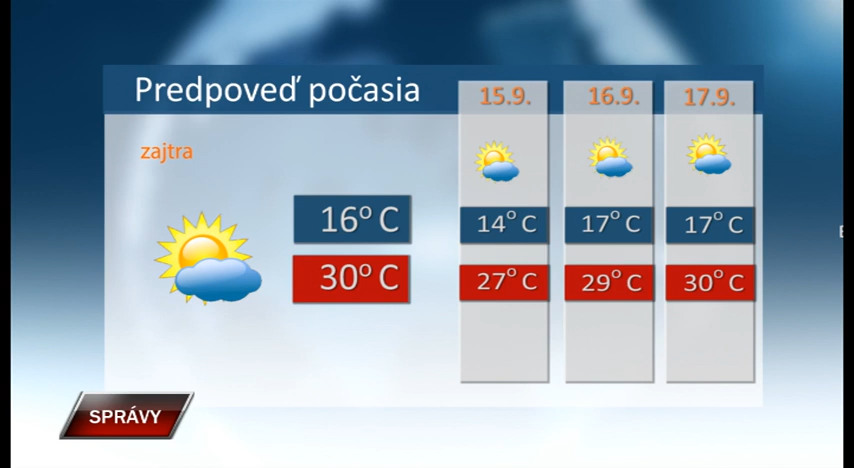 Predpoveď počasia
zajtra
16° C
30° C
15.9.
14° C
27° C
16.9.
17° C
29° C
17.9.
17° C
30° C
SPRÁVY